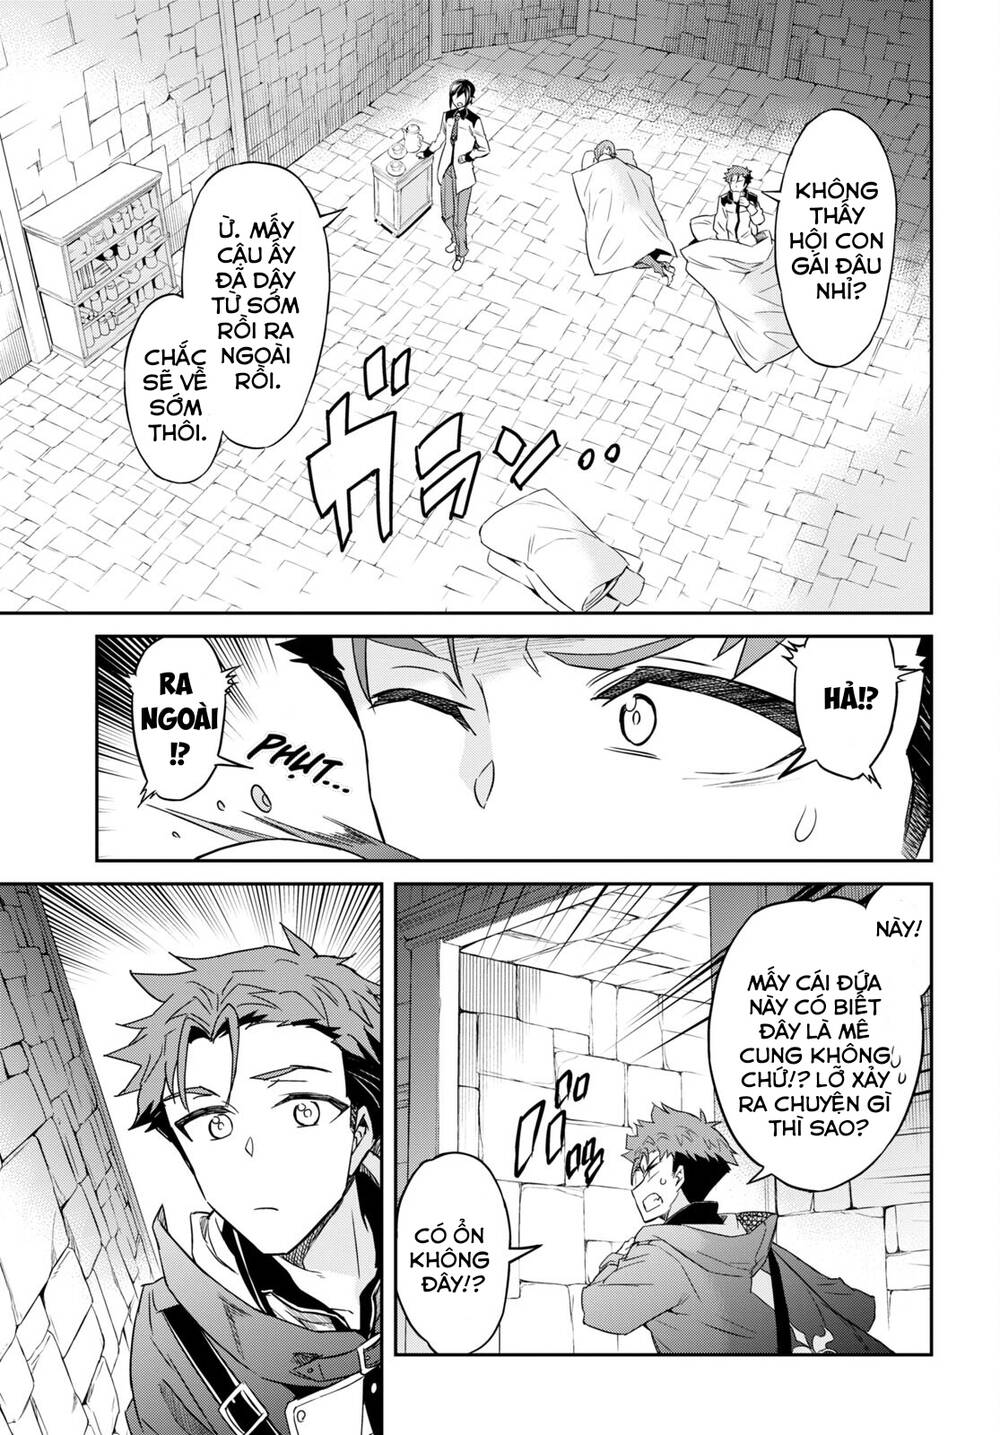 KHÔNG
THẤY
HỘI CON
GÁI ĐÂU
NHỈ?
Ừ. MẤY
CẬU ẤY
ĐÃ DẬY
TỪ SỚM
RỒI RA
NGOÀI
RỒI.
CHẮC
SẼ VỀ
SỚM
THÔI.
ガラン..
HẢ!?
RA
NGOÀI
!?
PHỤT...
NÀY!
MẤY CÁI ĐỨA
NÀY CÓ BIẾT
ĐÂY LÀ MÊ
CUNG KHÔNG
CHỨ!? LỠ XẢY
RA CHUYỆN GÌ
THÌ SAO?
CÓ ỔN
KHÔNG
ĐÂY!?